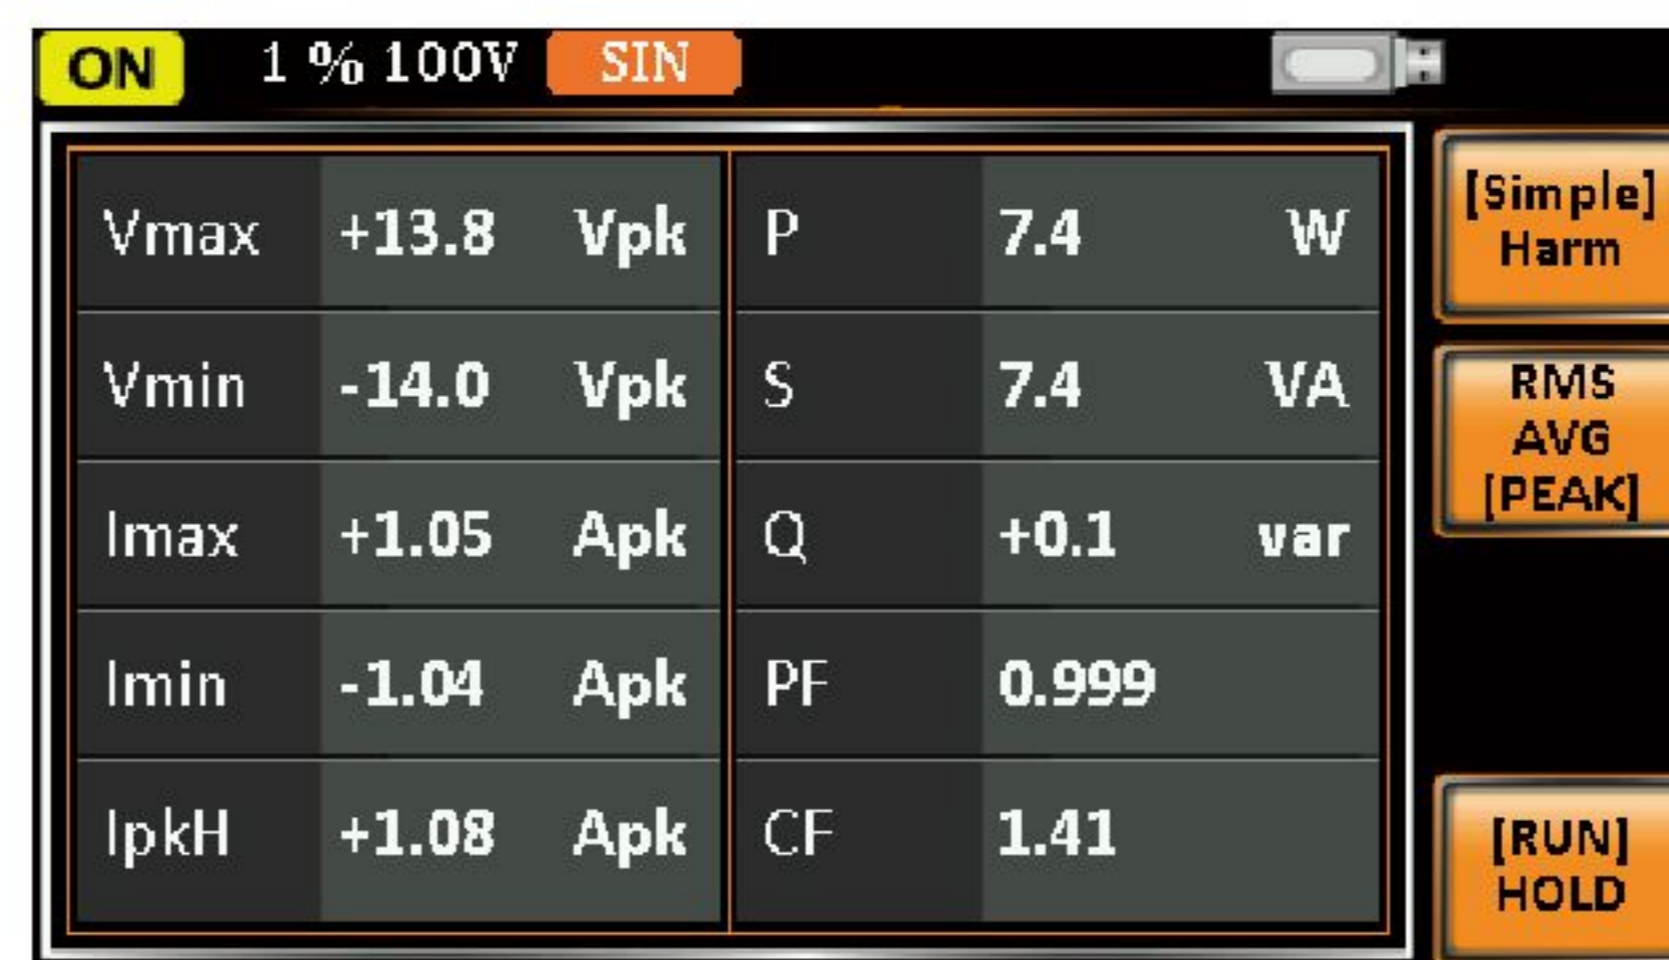 ON 1 % 100V SIN
Vmax +13.8 Vpk P 7.4 W
Vmin -14.0 Vpk S 7.4 VA
Imax +1.05 Apk Q +0.1 var
Imin -1.04 Apk PF 0.999
IpkH +1.08 Apk CF 1.41
[Simple]
Harm
RMS
AVG
[PEAK]
[RUN]
HOLD